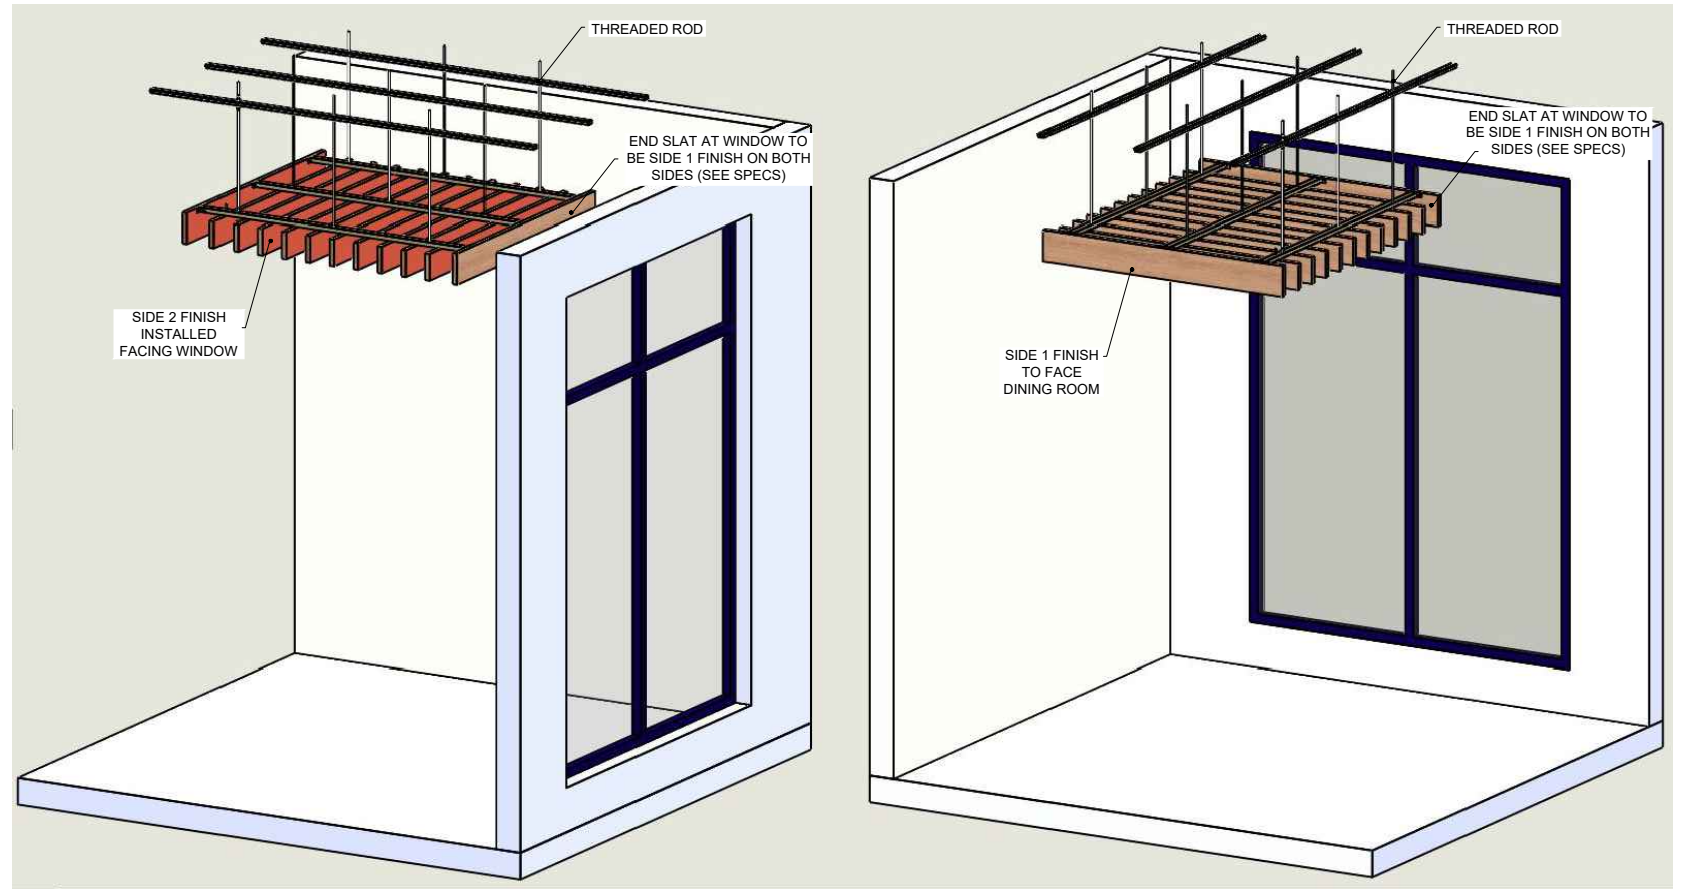 THREADED ROD
END SLAT AT WINDOW TO
BE SIDE 1 FINISH ON BOTH
SIDES (SEE SPECS)
SIDE 2 FINISH
INSTALLED
FACING WINDOW
THREADED ROD
END SLAT AT WINDOW TO
BE SIDE 1 FINISH ON BOTH
SIDES (SEE SPECS)
SIDE 1 FINISH
TO FACE
DINING ROOM